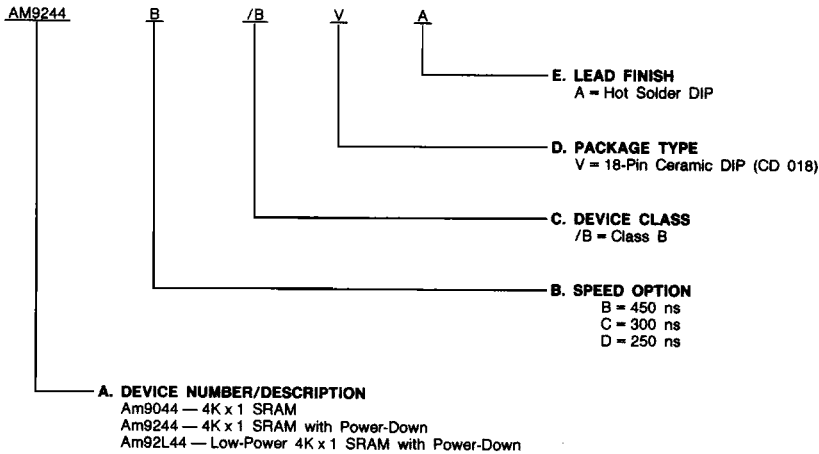 AM9244 B /B V A
E. LEAD FINISH
A = Hot Solder DIP
D. PACKAGE TYPE
V = 18-Pin Ceramic DIP (CD 018)
C. DEVICE CLASS
/B = Class B
B. SPEED OPTION
B = 450 ns
C = 300 ns
D = 250 ns
A. DEVICE NUMBER/DESCRIPTION
Am9044 — 4K x 1 SRAM
Am9244 — 4K x 1 SRAM with Power-Down
Am92L44 — Low-Power 4K x 1 SRAM with Power-Down